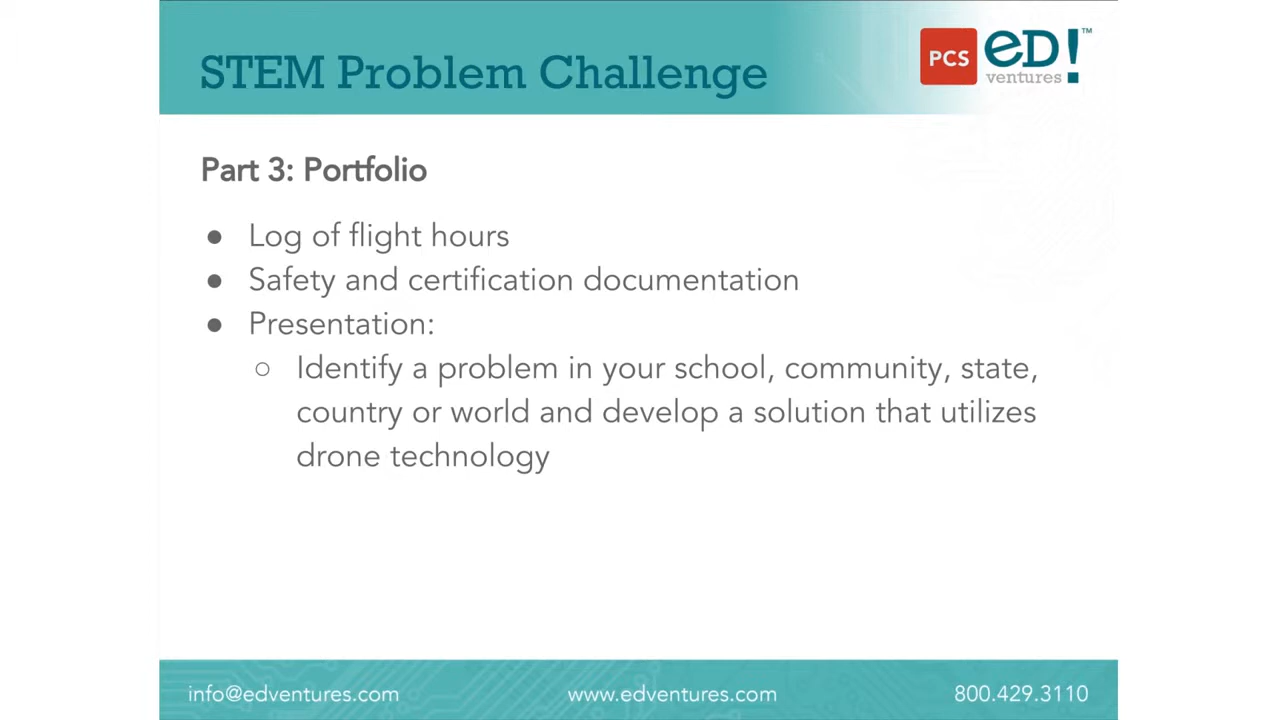 STEM Problem Challenge
PCS eD! ™
ventures
Part 3: Portfolio
● Log of flight hours
● Safety and certification documentation
● Presentation:
○ Identify a problem in your school, community, state,
country or world and develop a solution that utilizes
drone technology
info@edventures.com www.edventures.com 800.429.3110